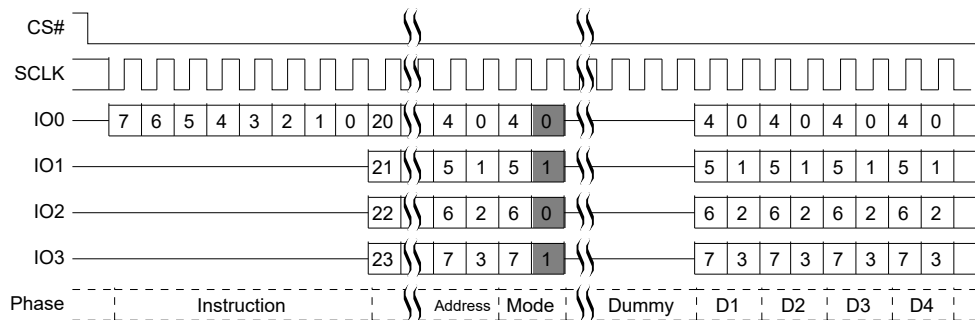 CS#
SCLK
IO0 7 6 5 4 3 2 1 0 20 4 0 4 0 4 0 4 0 4 0 4 0
IO1 21 5 1 5 1 5 1 5 1 5 1 5 1
IO2 22 6 2 6 0 6 2 6 2 6 2 6 2
IO3 23 7 3 7 1 7 3 7 3 7 3 7 3
Phase Instruction Address Mode Dummy D1 D2 D3 D4